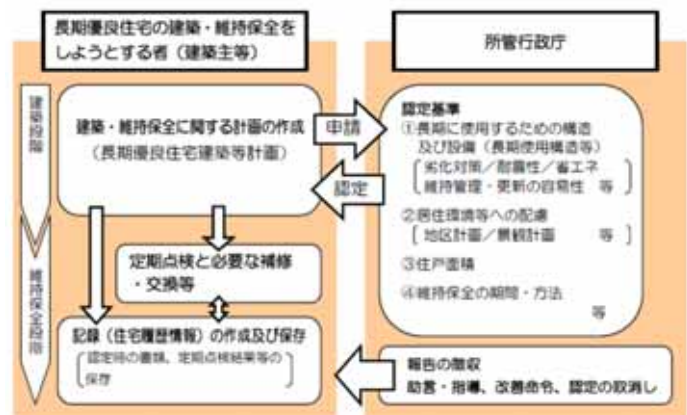 長期優良住宅の建築・維持保全を
しようとする者（建築主等）
所管行政庁
建築段階
維持保全段階
建築・維持保全に関する計画の作成
（長期優良住宅建築等計画）
申請
認定
定期点検と必要な補修
・交換等
記録（住宅履歴情報）の作成及び保存
認定時の書類、定期点検結果等の
保存
認定基準
①長期に使用するための構造
及び設備（長期使用構造等）
劣化対策／耐震性／省エネ
維持管理・更新の容易性　等
②居住環境等への配慮
地区計画／景観計画　等
③住戸面積
④維持保全の期間・方法
等
報告の徴収
助言・指導、改善命令、認定の取消し